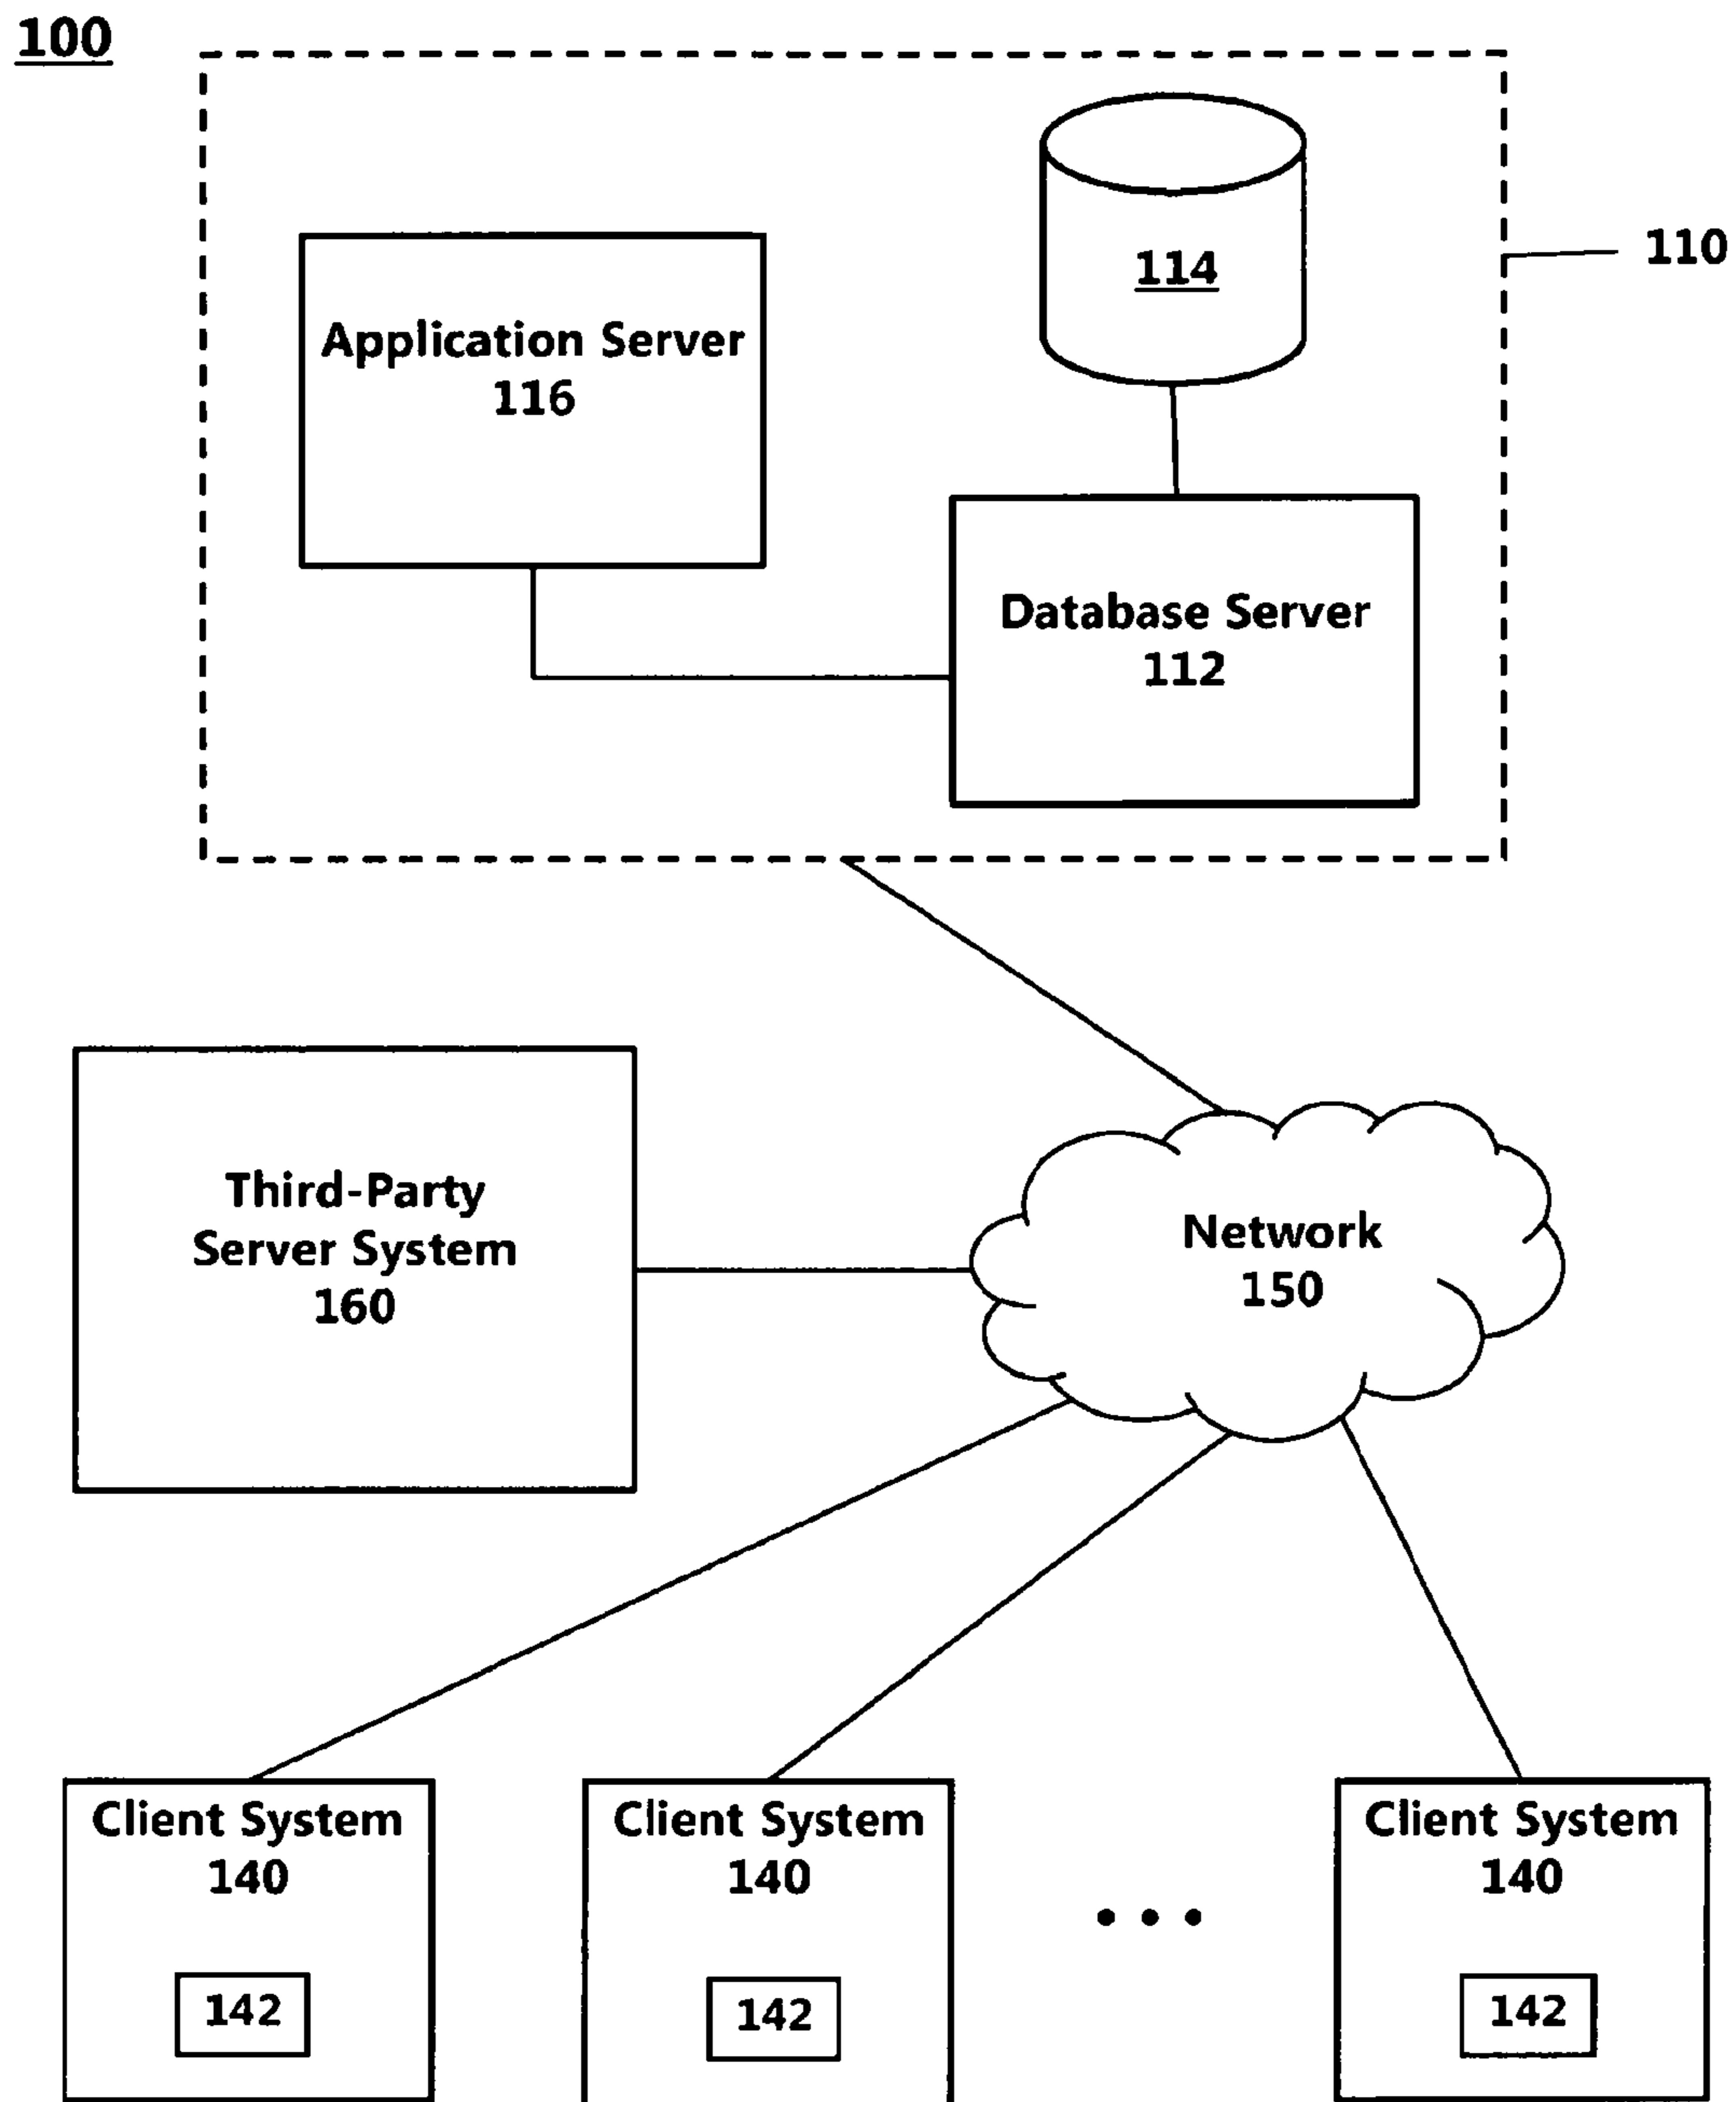 100
114
110
Application Server
116
Database Server
112
Third-Party
Server System
160
Network
150
Client System
140
142
Client System
140
142
• • •
Client System
140
142